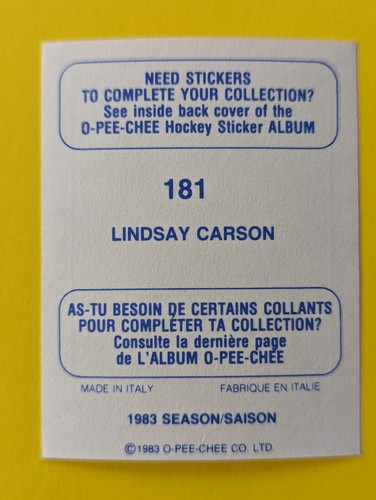 NEED STICKERS
TO COMPLETE YOUR COLLECTION?
See inside back cover of the
O-PEE-CHEE Hockey Sticker ALBUM
181
LINDSAY CARSON
AS-TU BESOIN DE CERTAINS COLLANTS
POUR COMPLÉTER TA COLLECTION?
Consulte la dernière page
de L'ALBUM O-PEE-CHEE
MADE IN ITALY FABRIQUE EN ITALIE
1983 SEASON/SAISON
©1983 O-PEE-CHEE CO. LTD.